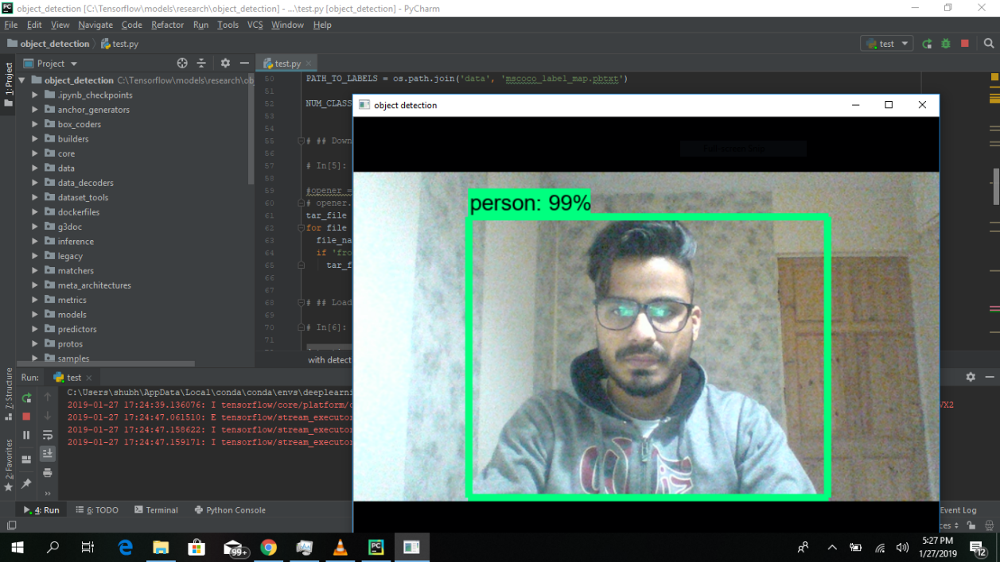 PC object_detection [C:\Tensorflow\models\research\object_detection] - ...\test.py [object_detection] - PyCharm
File Edit View Navigate Code Refactor Run Tools VCS Window Help
object_detection test.py test
1: Project
Project
test.py
object_detection C:\Tensorflow\models\research\ob
.ipynb_checkpoints
anchor_generators
box_coders
builders
core
data
data_decoders
dataset_tools
dockerfiles
g3doc
inference
legacy
matchers
meta_architectures
metrics
models
predictors
protos
samples
50 PATH_TO_LABELS = os.path.join('data', 'mscoco_label_map.pbtxt')
51
52 NUM_CLASS
53
54
55 # ## Down
56
57 # In[5]:
58
59 #opener =
60 # opener.
61 tar_file
62 for file
63 file_na
64 if 'fro
65 tar_f
66
67
68 # ## Load
69
70 # In[6]:
71
with detect
object detection
person: 99%
Z: Structure
2: Favorites
Run: test
C:\Users\shubh\AppData\Local\conda\conda\envs\deeplearni
2019-01-27 17:24:39.136076: I tensorflow/core/platform/c VX2
2019-01-27 17:24:47.061510: E tensorflow/stream_executor
2019-01-27 17:24:47.158622: I tensorflow/stream_executor
2019-01-27 17:24:47.159171: I tensorflow/stream_executor
4: Run 6: TODO Terminal Python Console Event Log
ces
99+ PC 5:27 PM
1/27/2019 12